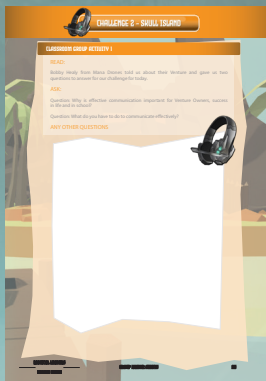 CHALLENGE 2 - SKULL ISLAND
CLASSROOM GROUP ACTIVITY 1
READ:
Bobby Healy from Manna Drones told us about their Venture and gave us two
questions to answer for our challenge for today.
ASK:
Question: Why is effective communication important for Venture Owners, success
in life and in school?
Question: What do you have to do to communicate effectively?
ANY OTHER QUESTIONS: